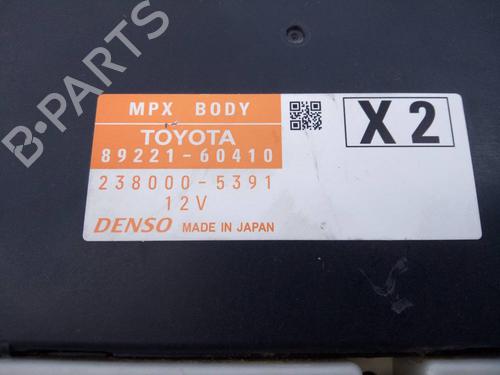 B-PARTS
MPX BODY
TOYOTA
89221-60410
238000-5391
12V
DENSO MADE IN JAPAN
X2